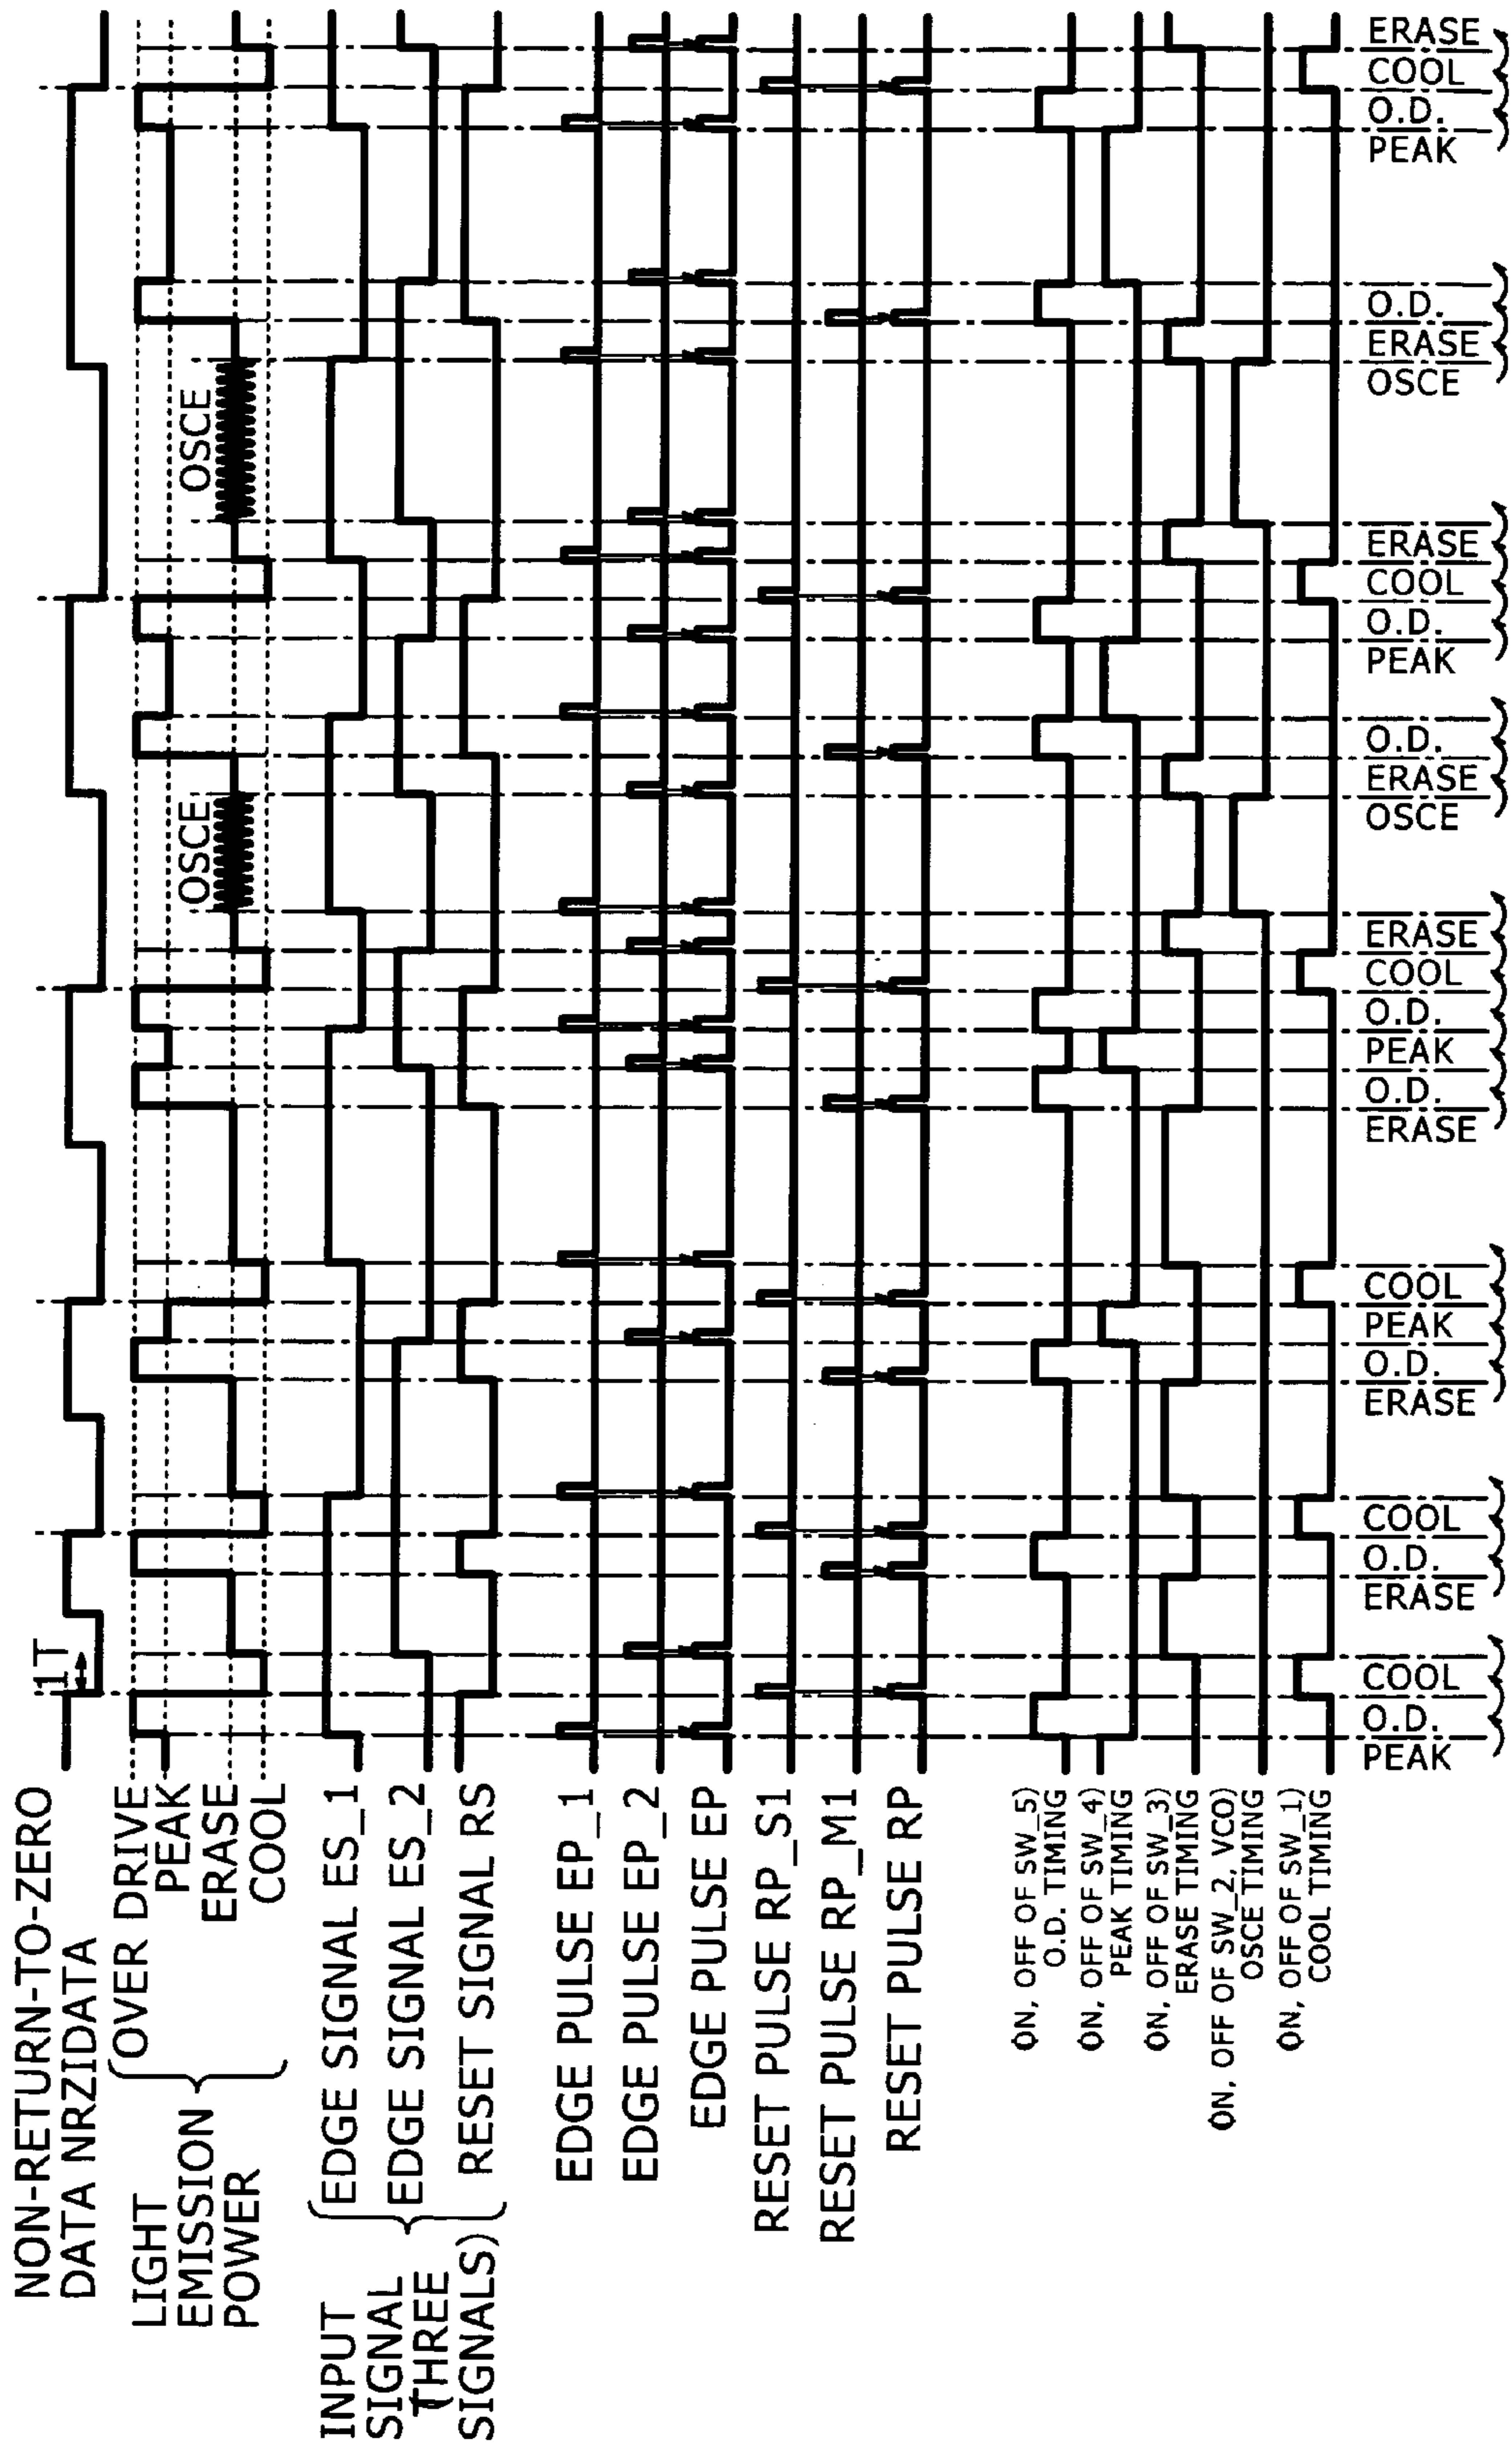 NON-RETURN-TO-ZERO
DATA NRZIDATA
1T
LIGHT
EMISSION
POWER
OVER DRIVE
PEAK
ERASE
COOL
OSCE
OSCE
INPUT
SIGNAL
(THREE
SIGNALS)
EDGE SIGNAL ES_1
EDGE SIGNAL ES_2
RESET SIGNAL RS
EDGE PULSE EP_1
EDGE PULSE EP_2
EDGE PULSE EP
RESET PULSE RP_S1
RESET PULSE RP_M1
RESET PULSE RP
ON, OFF OF SW_5)
O.D. TIMING
ON, OFF OF SW_4)
PEAK TIMING
ON, OFF OF SW_3)
ERASE TIMING
ON, OFF OF SW_2, VCO)
OSCE TIMING
ON, OFF OF SW_1)
COOL TIMING
ERASE
COOL
O.D.
PEAK
O.D.
ERASE
OSCE
ERASE
COOL
O.D.
PEAK
O.D.
ERASE
OSCE
ERASE
COOL
O.D.
PEAK
O.D.
ERASE
COOL
PEAK
O.D.
ERASE
COOL
O.D.
ERASE
COOL
O.D.
PEAK